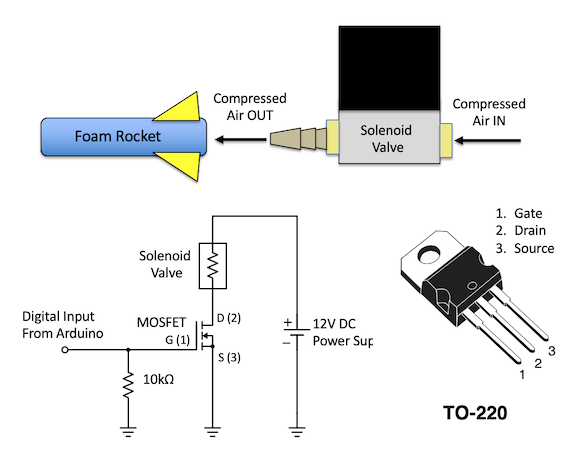 Compressed
Air OUT
Compressed
Air IN
Foam Rocket
Solenoid
Valve
1. Gate
2. Drain
3. Source
Solenoid
Valve
Digital Input
From Arduino
MOSFET
D (2)
G (1)
S (3)
+
12V DC
Power Sup
−
10kΩ
1
2
3
TO-220